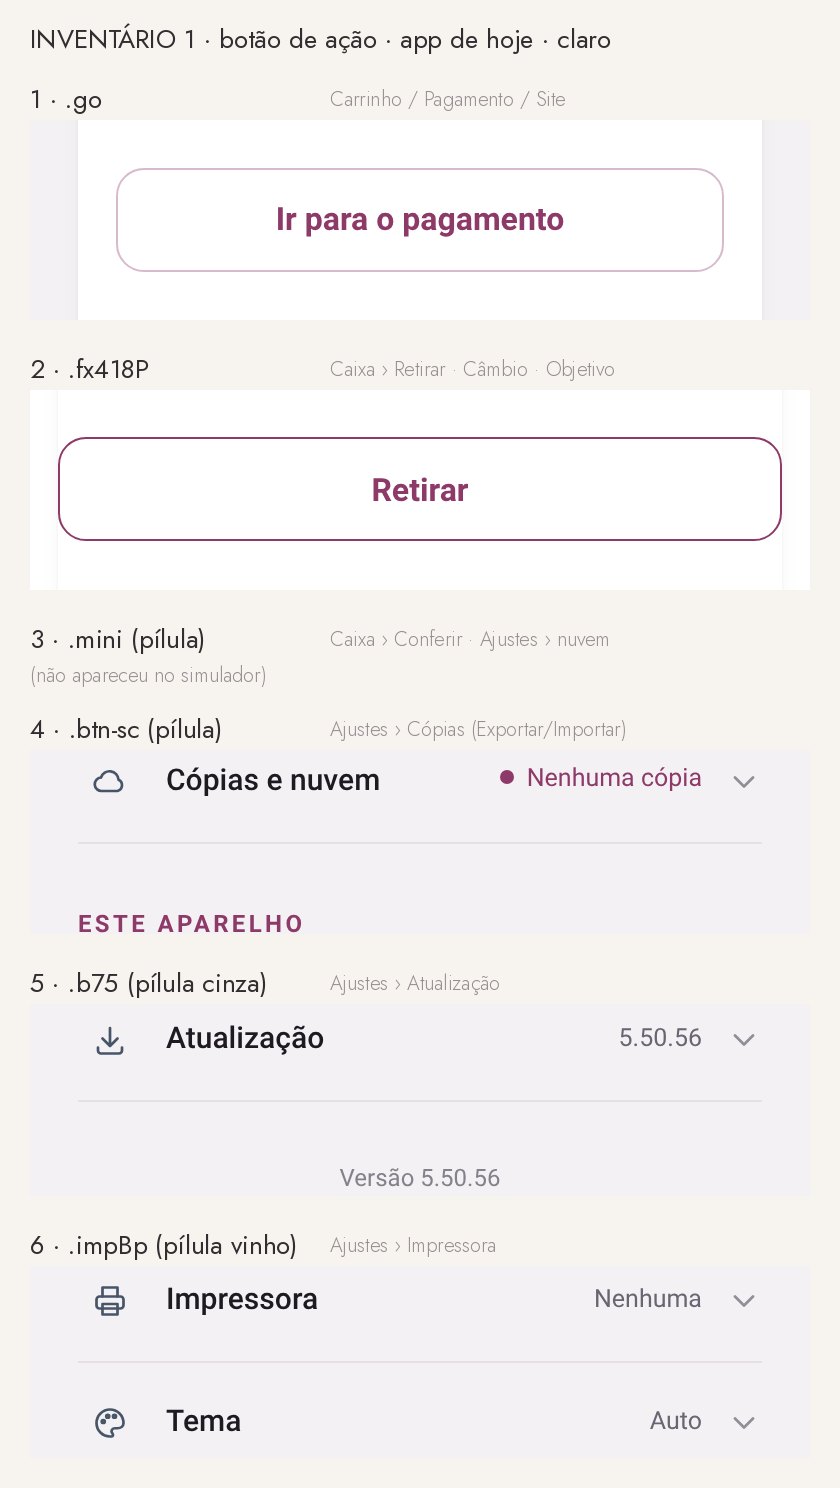 INVENTÁRIO 1 · botão de ação · app de hoje · claro
1 · .go Carrinho / Pagamento / Site
Ir para o pagamento
2 · .fx418P Caixa › Retirar · Câmbio · Objetivo
Retirar
3 · .mini (pílula) Caixa › Conferir · Ajustes › nuvem
(não apareceu no simulador)
4 · .btn-sc (pílula) Ajustes › Cópias (Exportar/Importar)
Cópias e nuvem Nenhuma cópia
ESTE APARELHO
5 · .b75 (pílula cinza) Ajustes › Atualização
Atualização 5.50.56
Versão 5.50.56
6 · .impBp (pílula vinho) Ajustes › Impressora
Impressora Nenhuma
Tema Auto